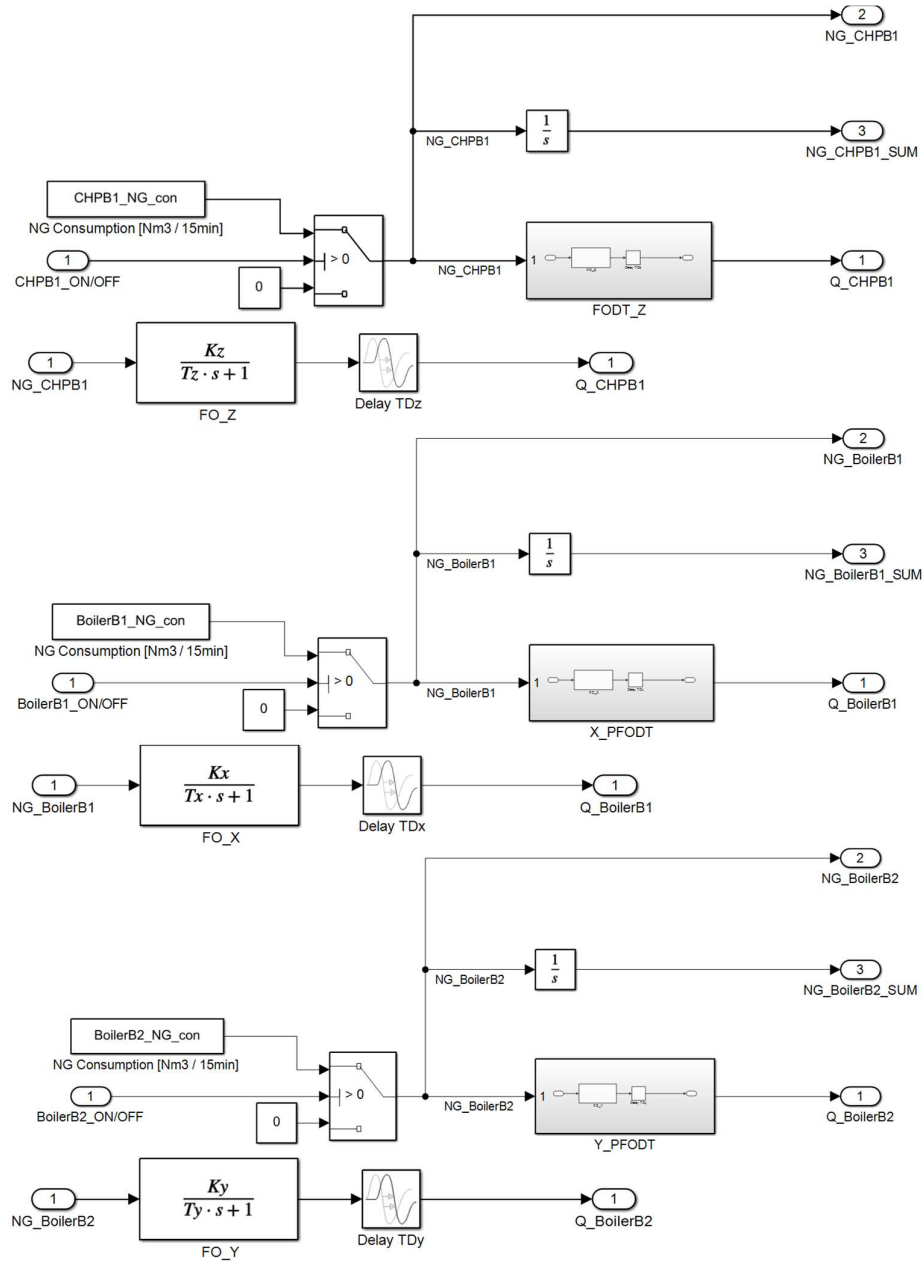 2
NG_CHPB1
1
s
3
NG_CHPB1
NG_CHPB1_SUM
CHPB1_NG_con
NG Consumption [Nm3 / 15min]
1
> 0
NG_CHPB1
1
1
CHPB1_ON/OFF
0
Q_CHPB1
FODT_Z
1
Kz
Tz · s + 1
1
NG_CHPB1
FO_Z
Delay TDz
Q_CHPB1
2
NG_BoilerB1
1
s
3
NG_BoilerB1
NG_BoilerB1_SUM
BoilerB1_NG_con
NG Consumption [Nm3 / 15min]
1
> 0
NG_BoilerB1
1
1
BoilerB1_ON/OFF
0
Q_BoilerB1
X_PFODT
1
Kx
Tx · s + 1
1
NG_BoilerB1
FO_X
Delay TDx
Q_BoilerB1
2
NG_BoilerB2
1
s
3
NG_BoilerB2
NG_BoilerB2_SUM
BoilerB2_NG_con
NG Consumption [Nm3 / 15min]
1
> 0
NG_BoilerB2
1
1
BoilerB2_ON/OFF
0
Q_BoilerB2
Y_PFODT
1
Ky
Ty · s + 1
1
NG_BoilerB2
FO_Y
Delay TDy
Q_BoilerB2